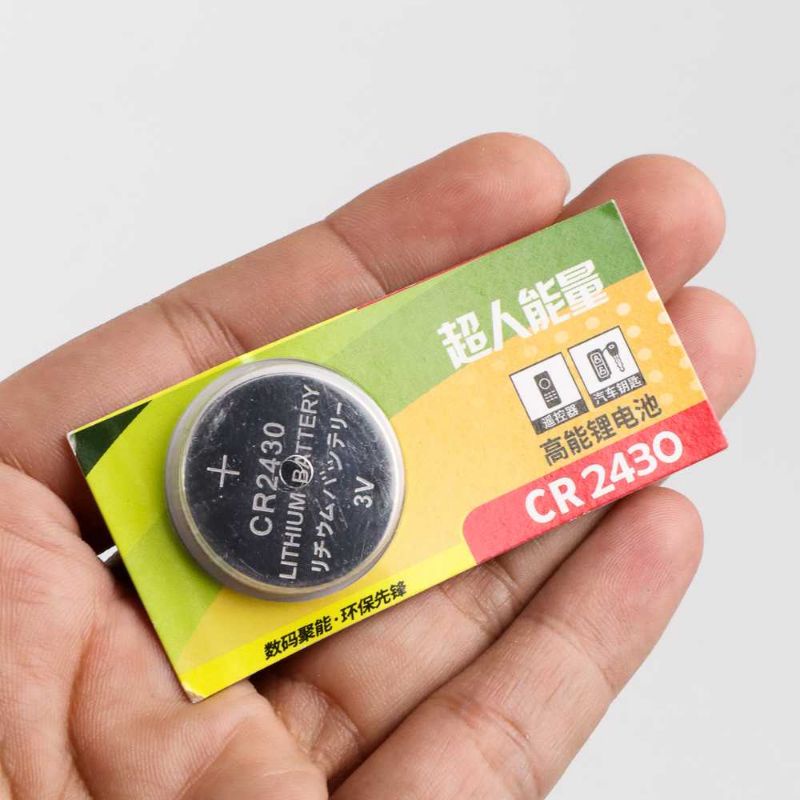 超人能量
遥控器
汽车钥匙
高能锂电池
CR 2430
+
CR2430
LITHIUM BATTERY
リチウムバッテリー
3V
数码聚能·环保先锋